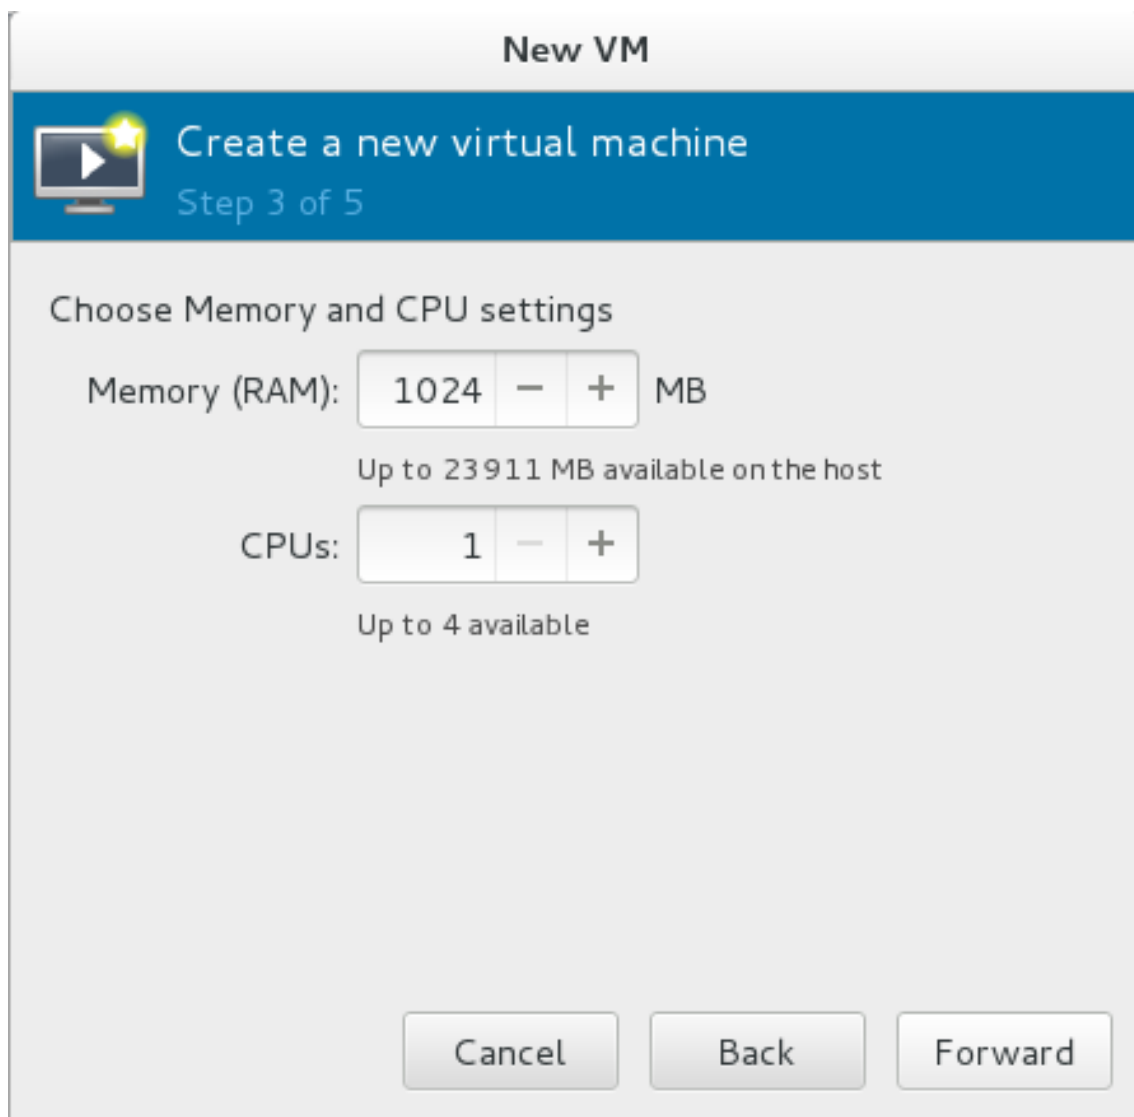 New VM
Create a new virtual machine
Step 3 of 5
Choose Memory and CPU settings
Memory (RAM): 1024 − + MB
Up to 23911 MB available on the host
CPUs: 1 − +
Up to 4 available
Cancel Back Forward